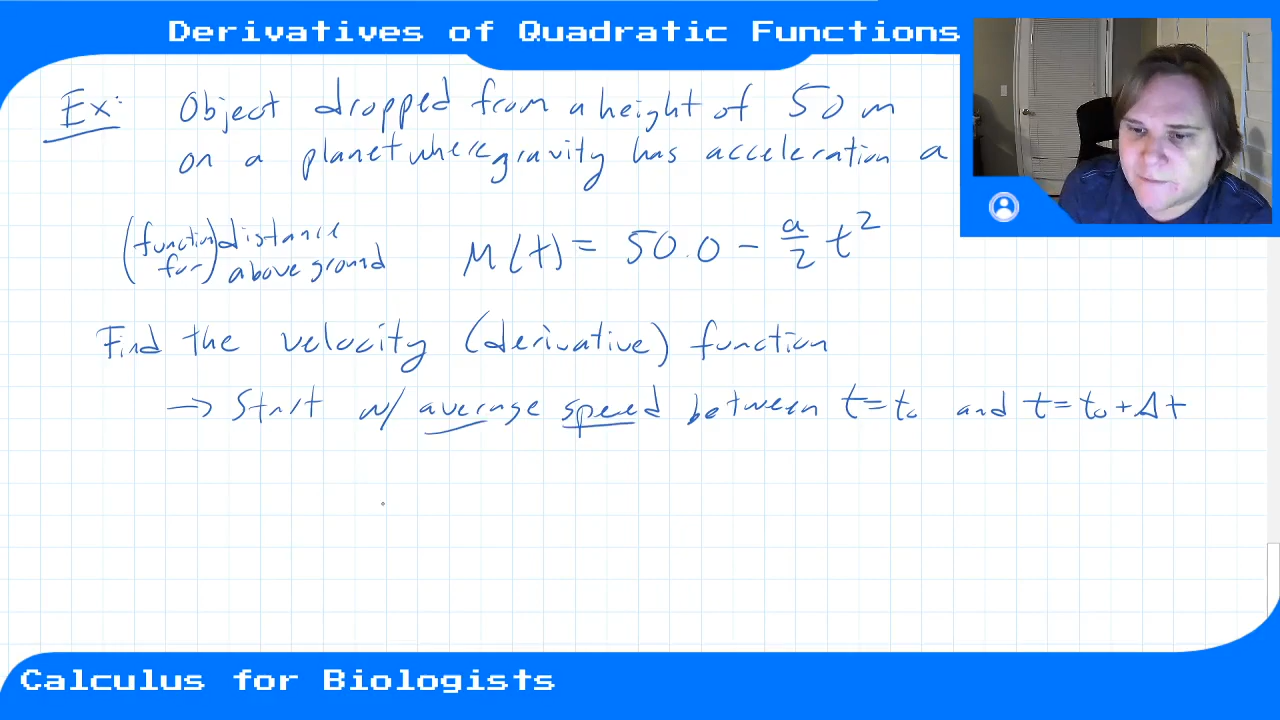 Derivatives of Quadratic Functions
Ex: Object dropped from a height of 50 m
on a planet where gravity has acceleration a
(function for) distance above ground M(t) = 50.0 - a/2 t²
Find the velocity (derivative) function
→ Start w/ average speed between t=t₀ and t=t₀+Δt
Calculus for Biologists